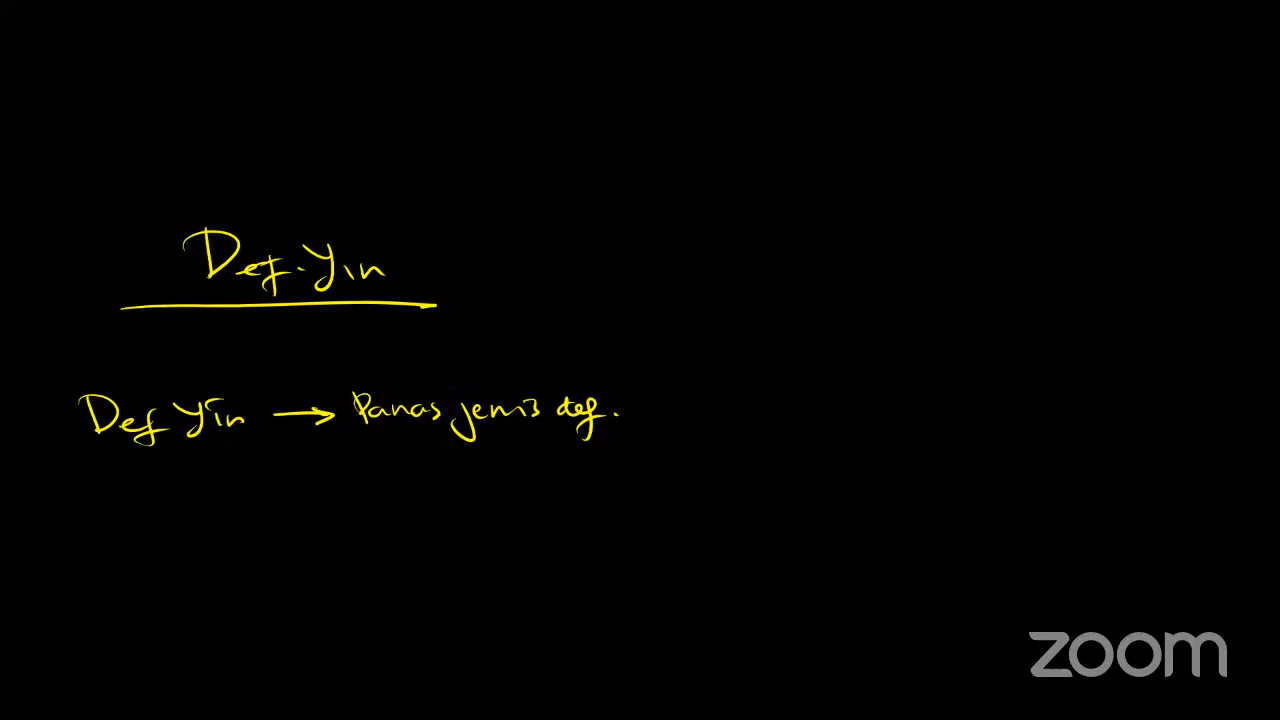 Def. Yin
Def Yin → Panas jenis def.
zoom